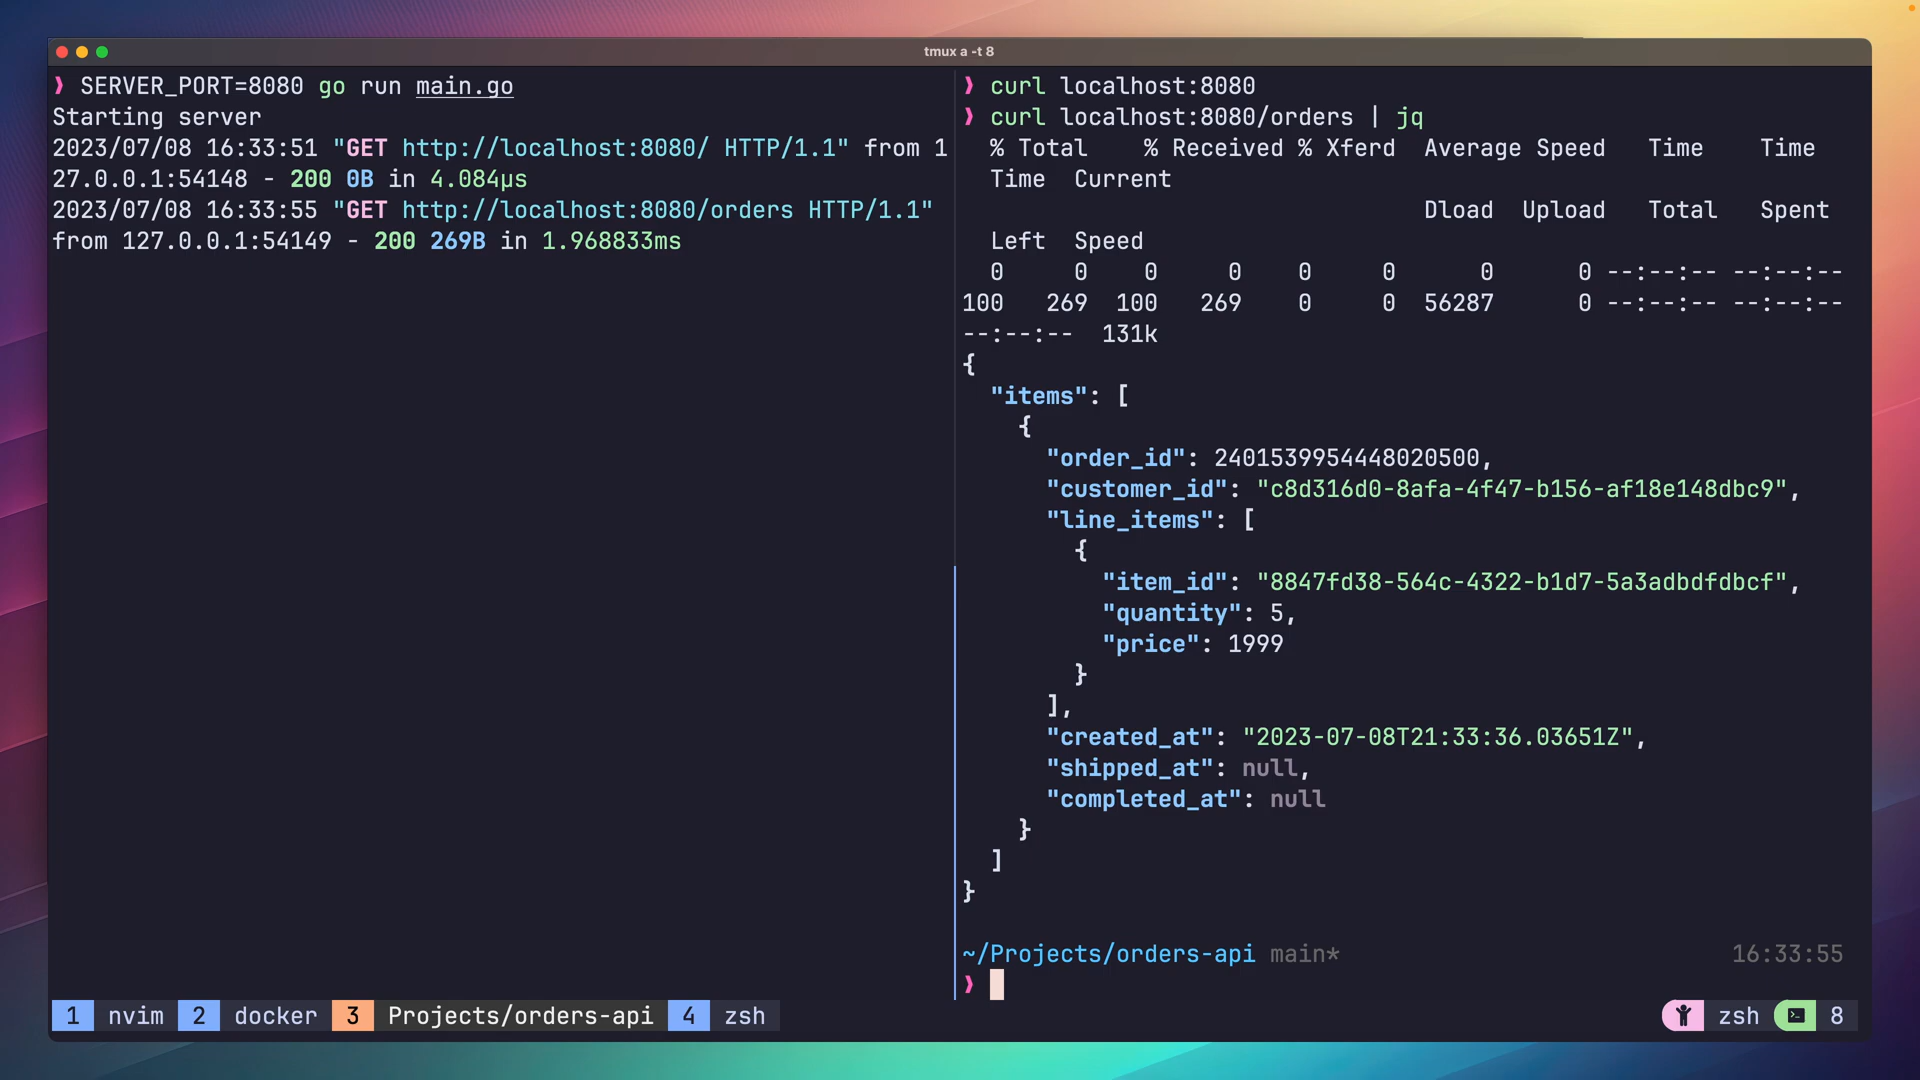 tmux a -t 8
❯ SERVER_PORT=8080 go run main.go
Starting server
2023/07/08 16:33:51 "GET http://localhost:8080/ HTTP/1.1" from 1
27.0.0.1:54148 - 200 0B in 4.084µs
2023/07/08 16:33:55 "GET http://localhost:8080/orders HTTP/1.1"
from 127.0.0.1:54149 - 200 269B in 1.968833ms
❯ curl localhost:8080
❯ curl localhost:8080/orders | jq
% Total % Received % Xferd Average Speed Time Time
Time Current
Dload Upload Total Spent
Left Speed
0 0 0 0 0 0 0 0 --:--:-- --:--:--
100 269 100 269 0 0 56287 0 --:--:-- --:--:--
--:--:-- 131k
{
"items": [
{
"order_id": 2401539954448020500,
"customer_id": "c8d316d0-8afa-4f47-b156-af18e148dbc9",
"line_items": [
{
"item_id": "8847fd38-564c-4322-b1d7-5a3adbdfdbcf",
"quantity": 5,
"price": 1999
}
],
"created_at": "2023-07-08T21:33:36.03651Z",
"shipped_at": null,
"completed_at": null
}
]
}
~/Projects/orders-api main* 16:33:55
❯
1 nvim 2 docker 3 Projects/orders-api 4 zsh zsh 8